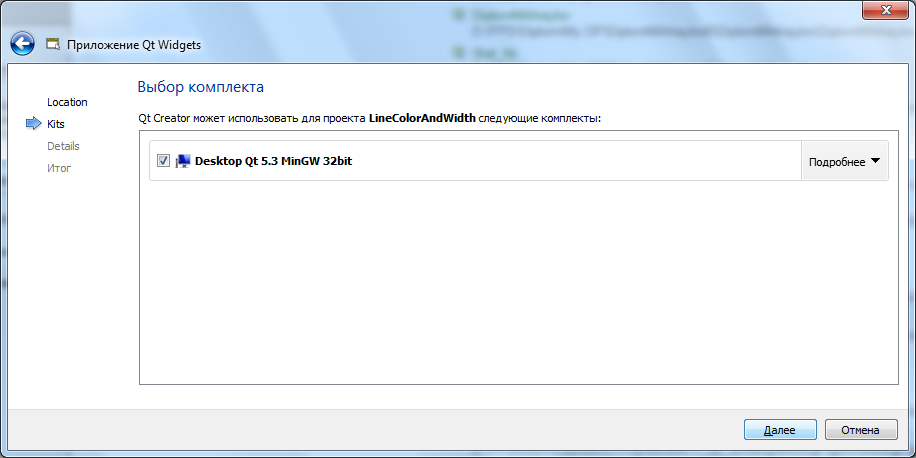 Приложение Qt Widgets
Location
Kits
Details
Итог
Выбор комплекта
Qt Creator может использовать для проекта LineColorAndWidth следующие комплекты:
Desktop Qt 5.3 MinGW 32bit
Подробнее
Далее
Отмена